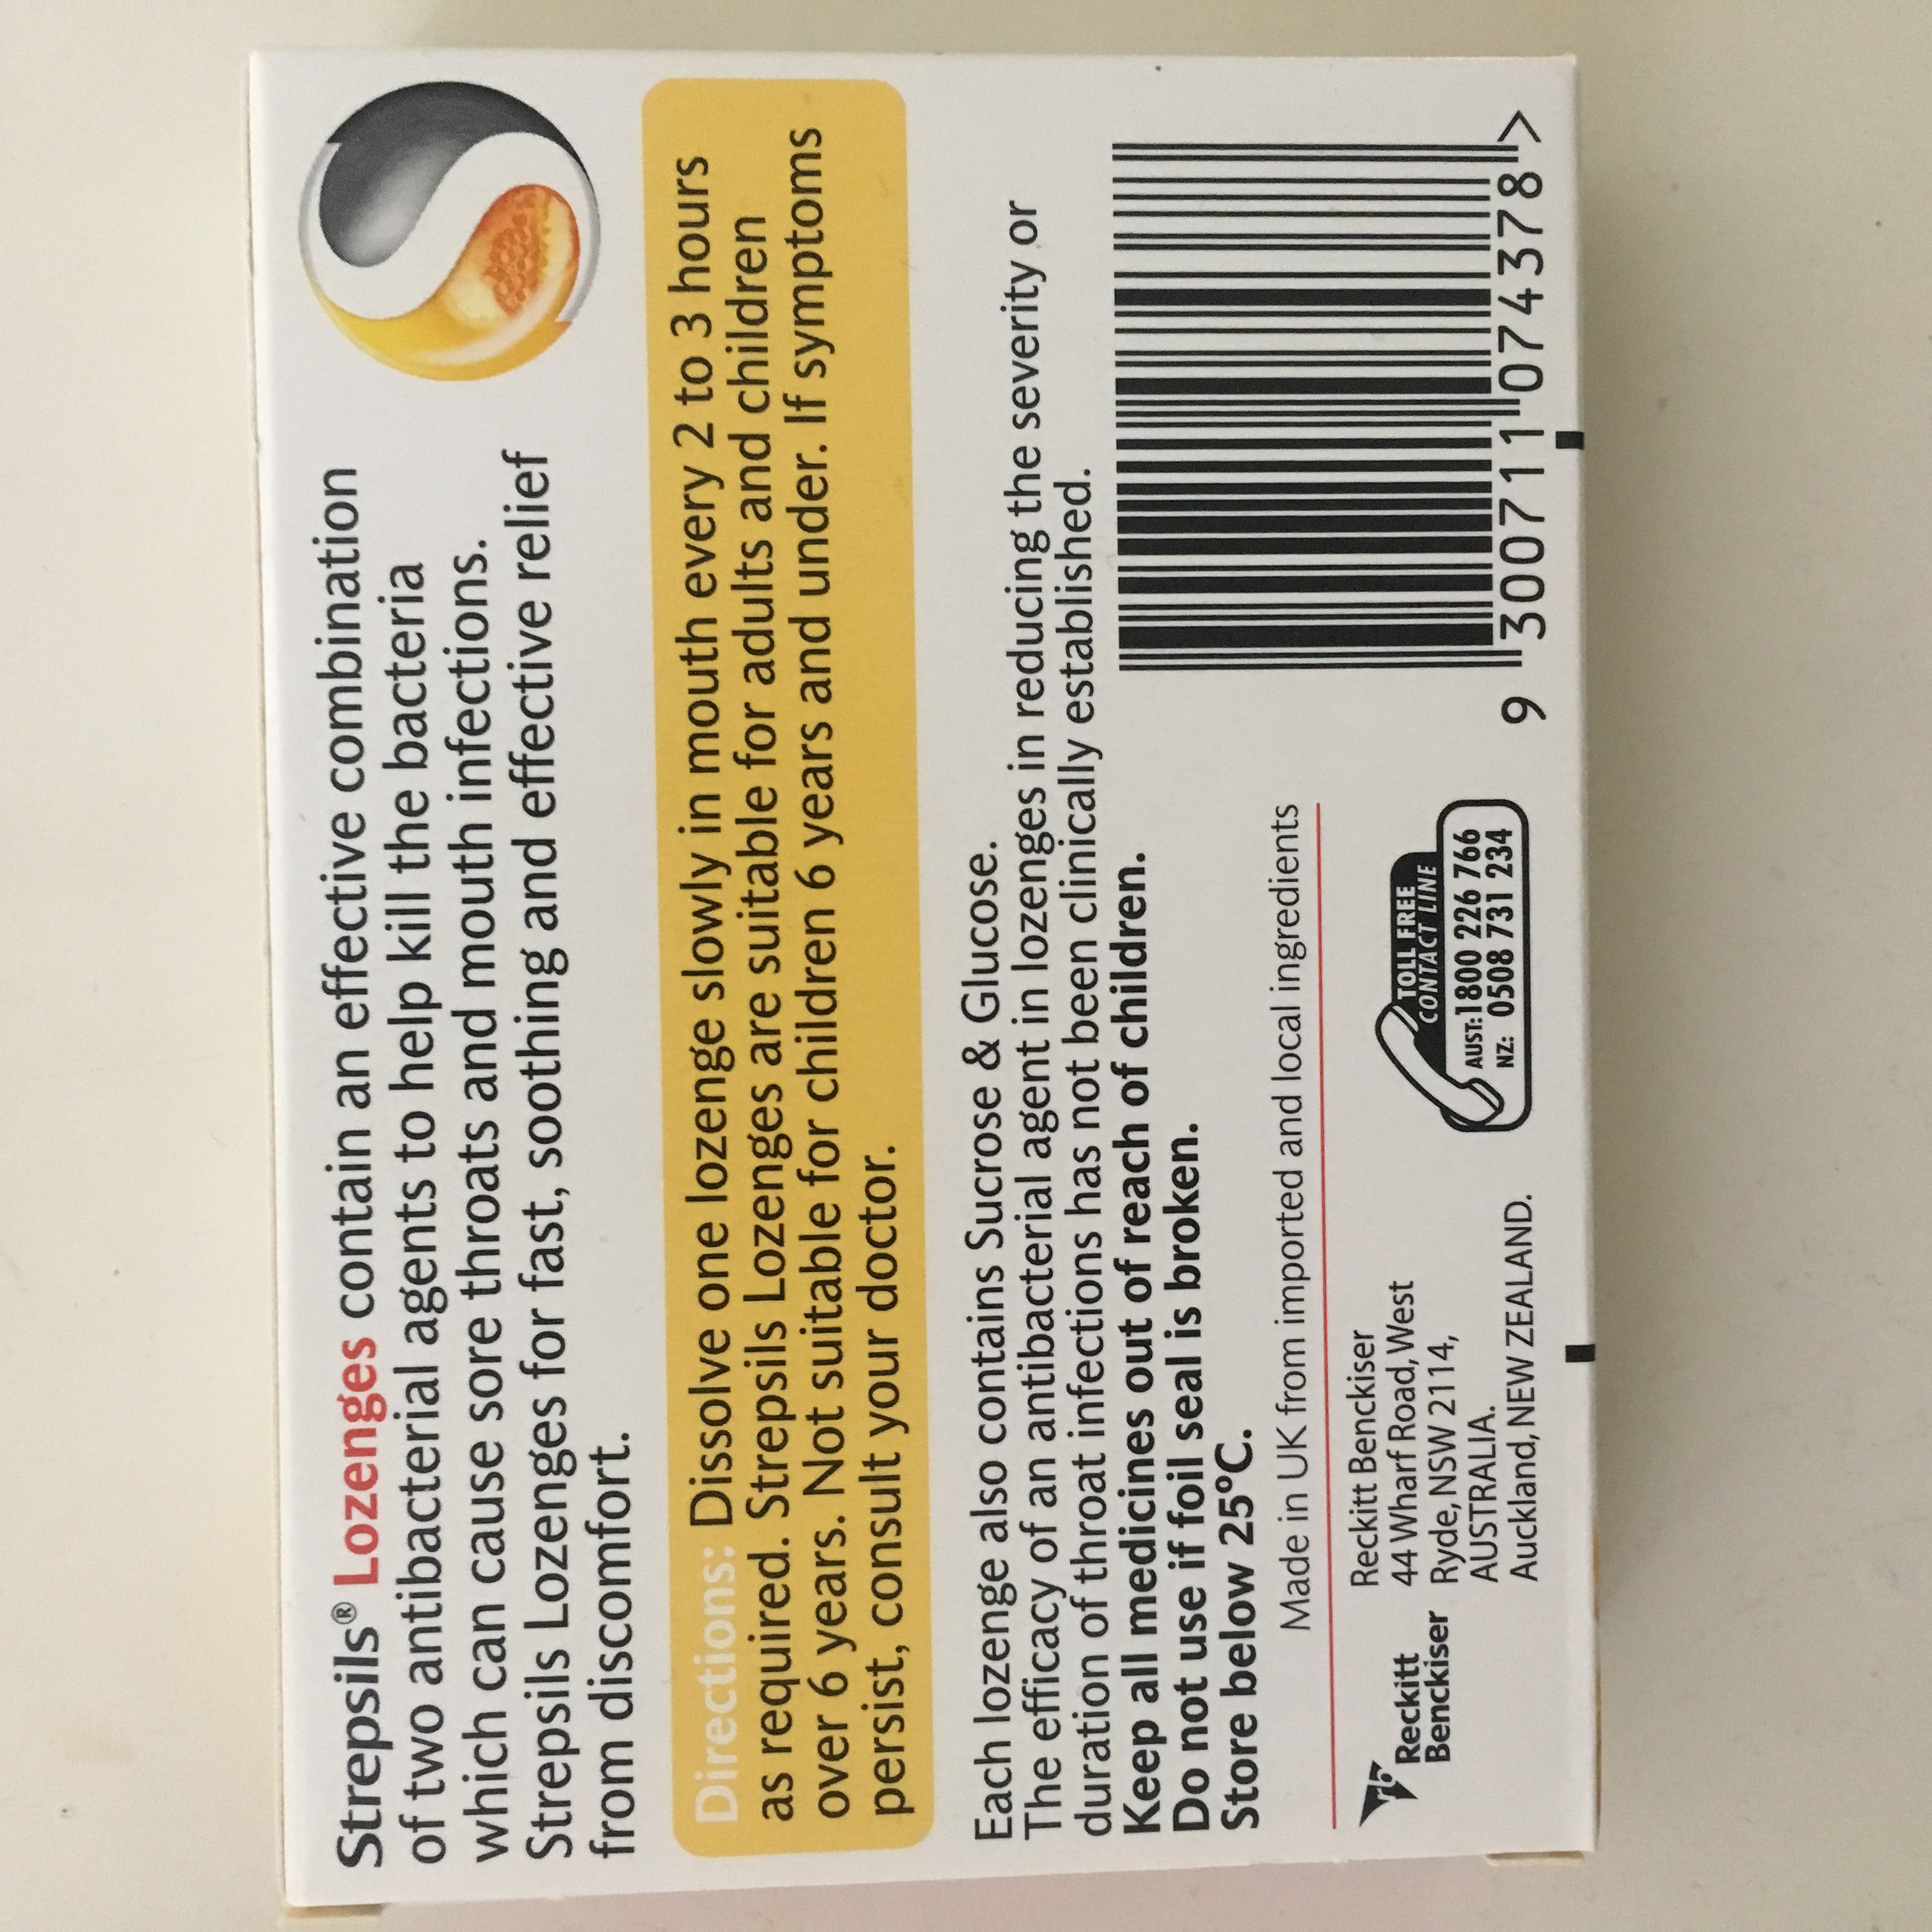 Strepsils® Lozenges contain an effective combination
of two antibacterial agents to help kill the bacteria
which can cause sore throats and mouth infections.
Strepsils Lozenges for fast, soothing and effective relief
from discomfort.
Directions: Dissolve one lozenge slowly in mouth every 2 to 3 hours
as required. Strepsils Lozenges are suitable for adults and children
over 6 years. Not suitable for children 6 years and under. If symptoms
persist, consult your doctor.
Each lozenge also contains Sucrose & Glucose.
The efficacy of an antibacterial agent in lozenges in reducing the severity or
duration of throat infections has not been clinically established.
Keep all medicines out of reach of children.
Do not use if foil seal is broken.
Store below 25°C.
Made in UK from imported and local ingredients
Reckitt
Benckiser
Reckitt Benckiser
44 Wharf Road, West
Ryde, NSW 2114,
AUSTRALIA.
Auckland, NEW ZEALAND.
TOLL FREE
CONTACT LINE
AUST: 1800 226 766
NZ: 0508 731 234
9 300711 074378 >